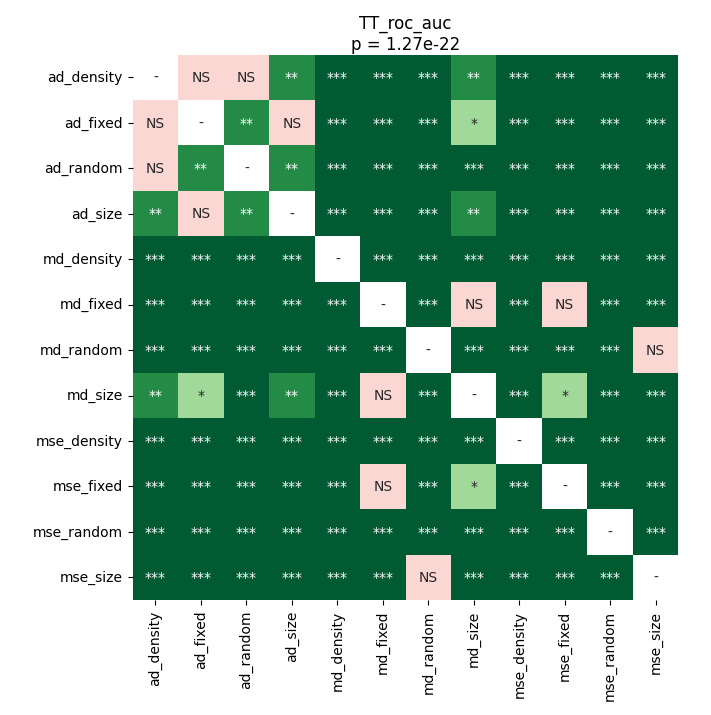 TT_roc_auc
p = 1.27e-22
ad_density - NS NS ** *** *** *** ** *** *** *** ***
ad_fixed NS - ** NS *** *** *** * *** *** *** ***
ad_random NS ** - ** *** *** *** *** *** *** *** ***
ad_size ** NS ** - *** *** *** ** *** *** *** ***
md_density *** *** *** *** - *** *** *** *** *** *** ***
md_fixed *** *** *** *** *** - *** NS *** NS *** ***
md_random *** *** *** *** *** *** - *** *** *** *** NS
md_size ** * *** ** *** NS *** - *** * *** ***
mse_density *** *** *** *** *** *** *** *** - *** *** ***
mse_fixed *** *** *** *** *** NS *** * *** - *** ***
mse_random *** *** *** *** *** *** *** *** *** *** - ***
mse_size *** *** *** *** *** *** NS *** *** *** *** -
ad_density
ad_fixed
ad_random
ad_size
md_density
md_fixed
md_random
md_size
mse_density
mse_fixed
mse_random
mse_size